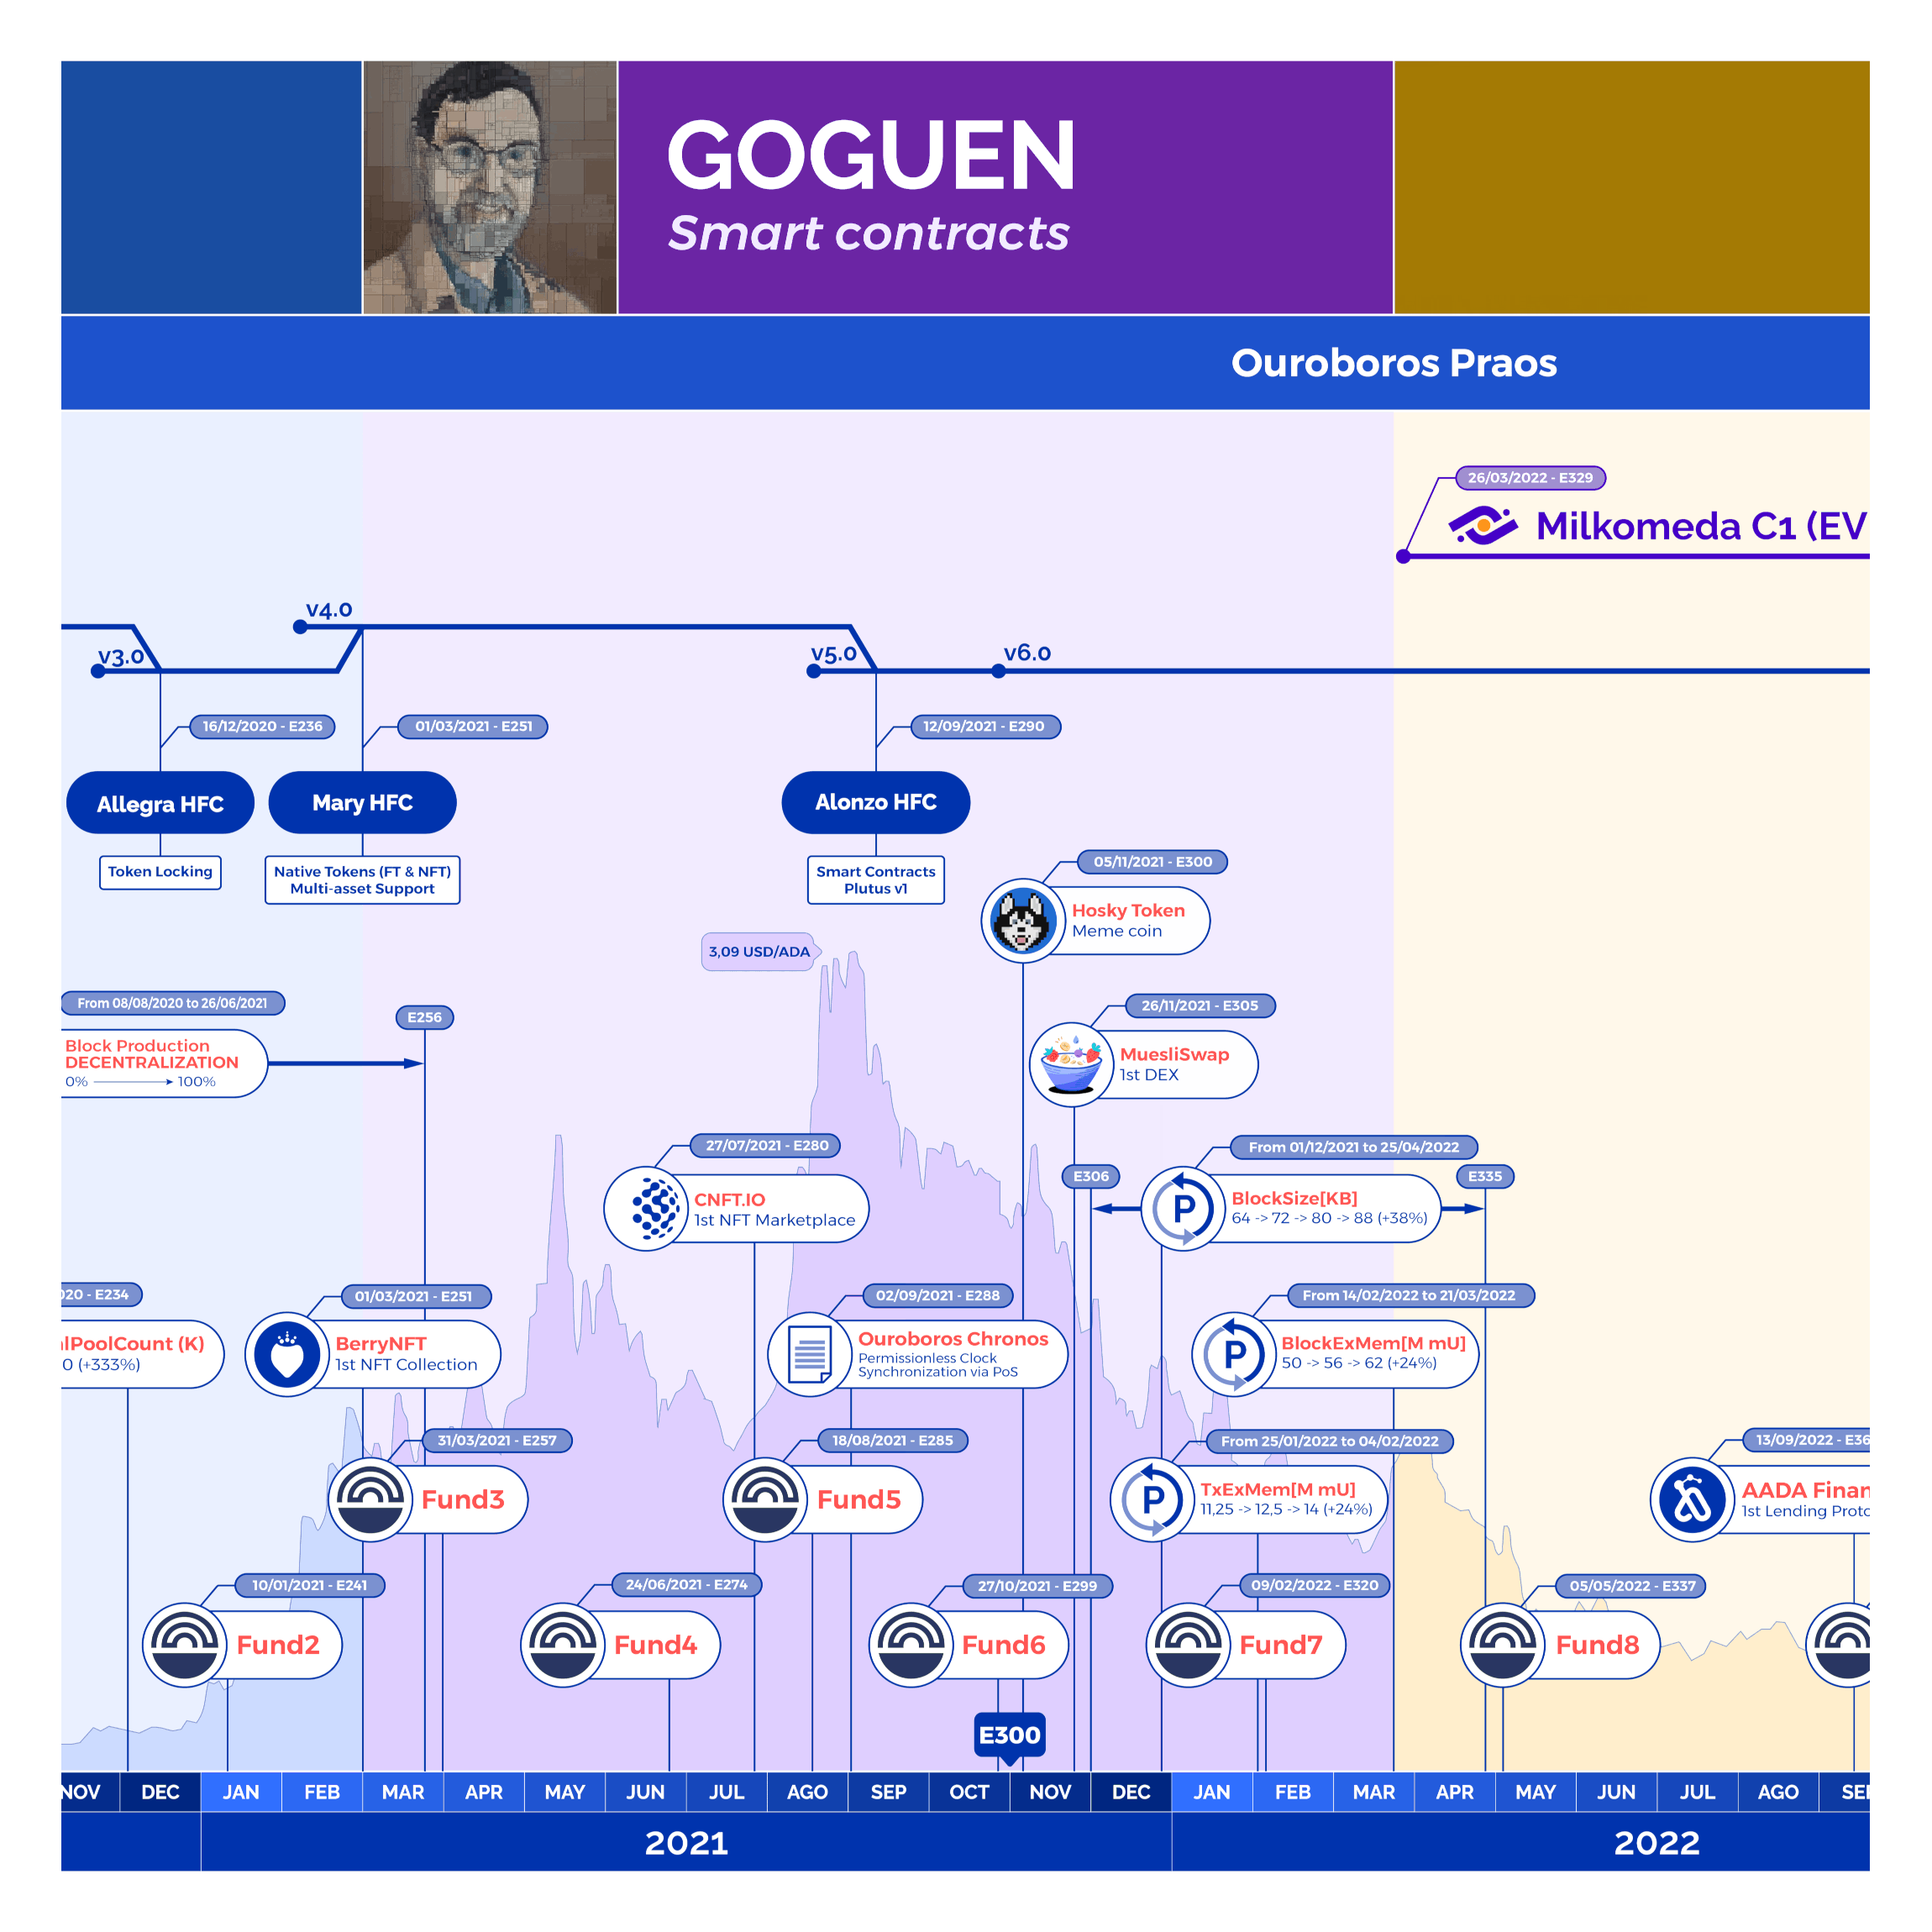 GOGUEN
Smart contracts
Ouroboros Praos
26/03/2022 - E329
Milkomeda C1 (EV
v4.0
v3.0
v5.0
v6.0
16/12/2020 - E236
01/03/2021 - E251
12/09/2021 - E290
Allegra HFC
Mary HFC
Alonzo HFC
Token Locking
Native Tokens (FT & NFT)
Multi-asset Support
Smart Contracts
Plutus v1
05/11/2021 - E300
Hosky Token
Meme coin
3,09 USD/ADA
From 08/08/2020 to 26/06/2021
E256
Block Production
DECENTRALIZATION
0% 100%
26/11/2021 - E305
MuesliSwap
1st DEX
27/07/2021 - E280
CNFT.IO
1st NFT Marketplace
From 01/12/2021 to 25/04/2022
E306
E335
P
BlockSize[KB]
64 -> 72 -> 80 -> 88 (+38%)
20 - E234
lPoolCount (K)
0 (+333%)
01/03/2021 - E251
BerryNFT
1st NFT Collection
02/09/2021 - E288
Ouroboros Chronos
Permissionless Clock
Synchronization via PoS
From 14/02/2022 to 21/03/2022
P
BlockExMem[M mU]
50 -> 56 -> 62 (+24%)
31/03/2021 - E257
Fund3
18/08/2021 - E285
Fund5
From 25/01/2022 to 04/02/2022
P
TxExMem[M mU]
11,25 -> 12,5 -> 14 (+24%)
13/09/2022 - E36
AADA Finan
1st Lending Proto
10/01/2021 - E241
Fund2
24/06/2021 - E274
Fund4
27/10/2021 - E299
Fund6
09/02/2022 - E320
Fund7
05/05/2022 - E337
Fund8
E300
NOV DEC JAN FEB MAR APR MAY JUN JUL AGO SEP OCT NOV DEC JAN FEB MAR APR MAY JUN JUL AGO SE
2021
2022